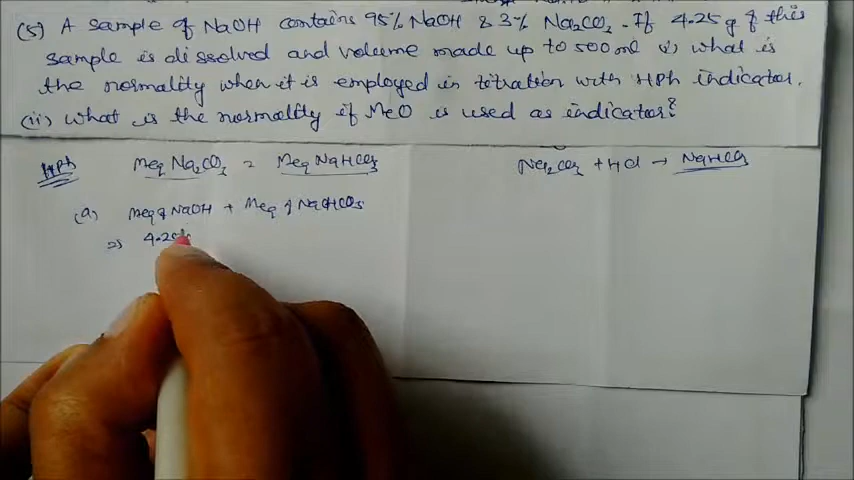 (5) A sample of NaOH contains 95% NaOH & 3% Na₂CO₃. If 4.25 g of this
sample is dissolved and volume made up to 500 ml (i) what is
the normality when it is employed in titration with HPh indicator.
(ii) what is the normality if MeO is used as indicator?
HPh Meq Na₂CO₃ = Meq NaHCO₃
Na₂CO₃ + HCl → NaHCO₃
(a) Meq of NaOH + Meq of NaHCO₃
⇒ 4.25